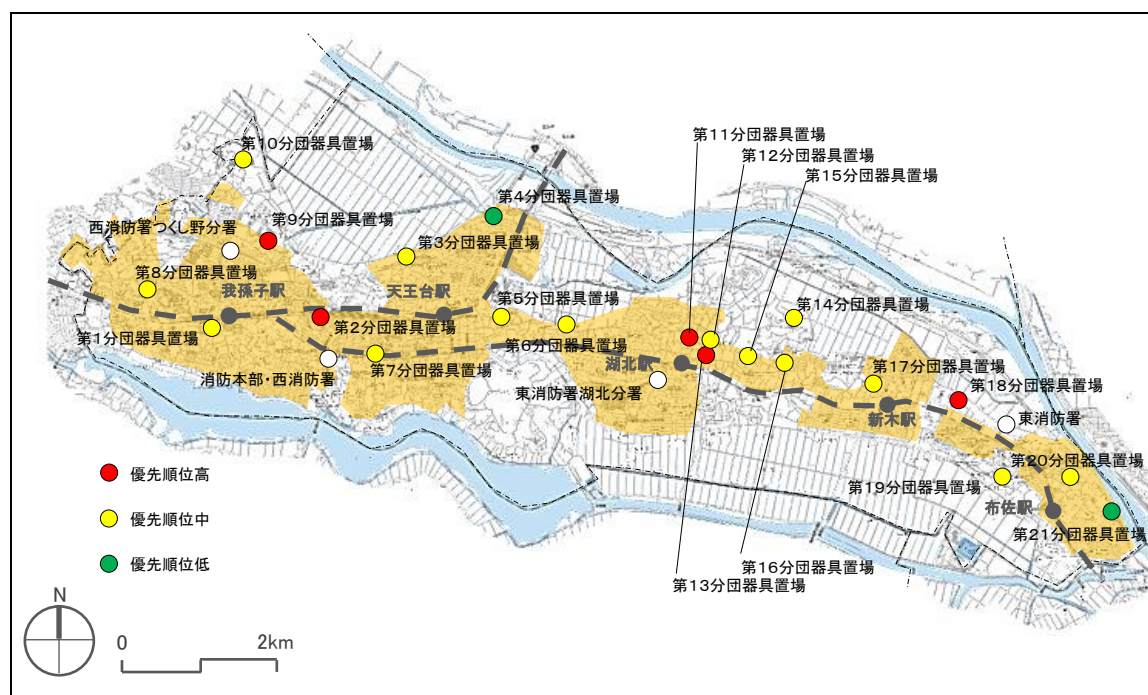 第11分団器具置場
第12分団器具置場
第15分団器具置場
第10分団器具置場
第4分団器具置場
第9分団器具置場
西消防署つくし野分署
第3分団器具置場
第8分団器具置場
我孫子駅
天王台駅
第5分団器具置場
第14分団器具置場
第1分団器具置場
第2分団器具置場
第6分団器具置場
湖北駅
第7分団器具置場
消防本部・西消防署
東消防署湖北分署
第17分団器具置場
第18分団器具置場
新木駅
東消防署
第20分団器具置場
第19分団器具置場
布佐駅
第21分団器具置場
第16分団器具置場
第13分団器具置場
優先順位高
優先順位中
優先順位低
N
0
2km